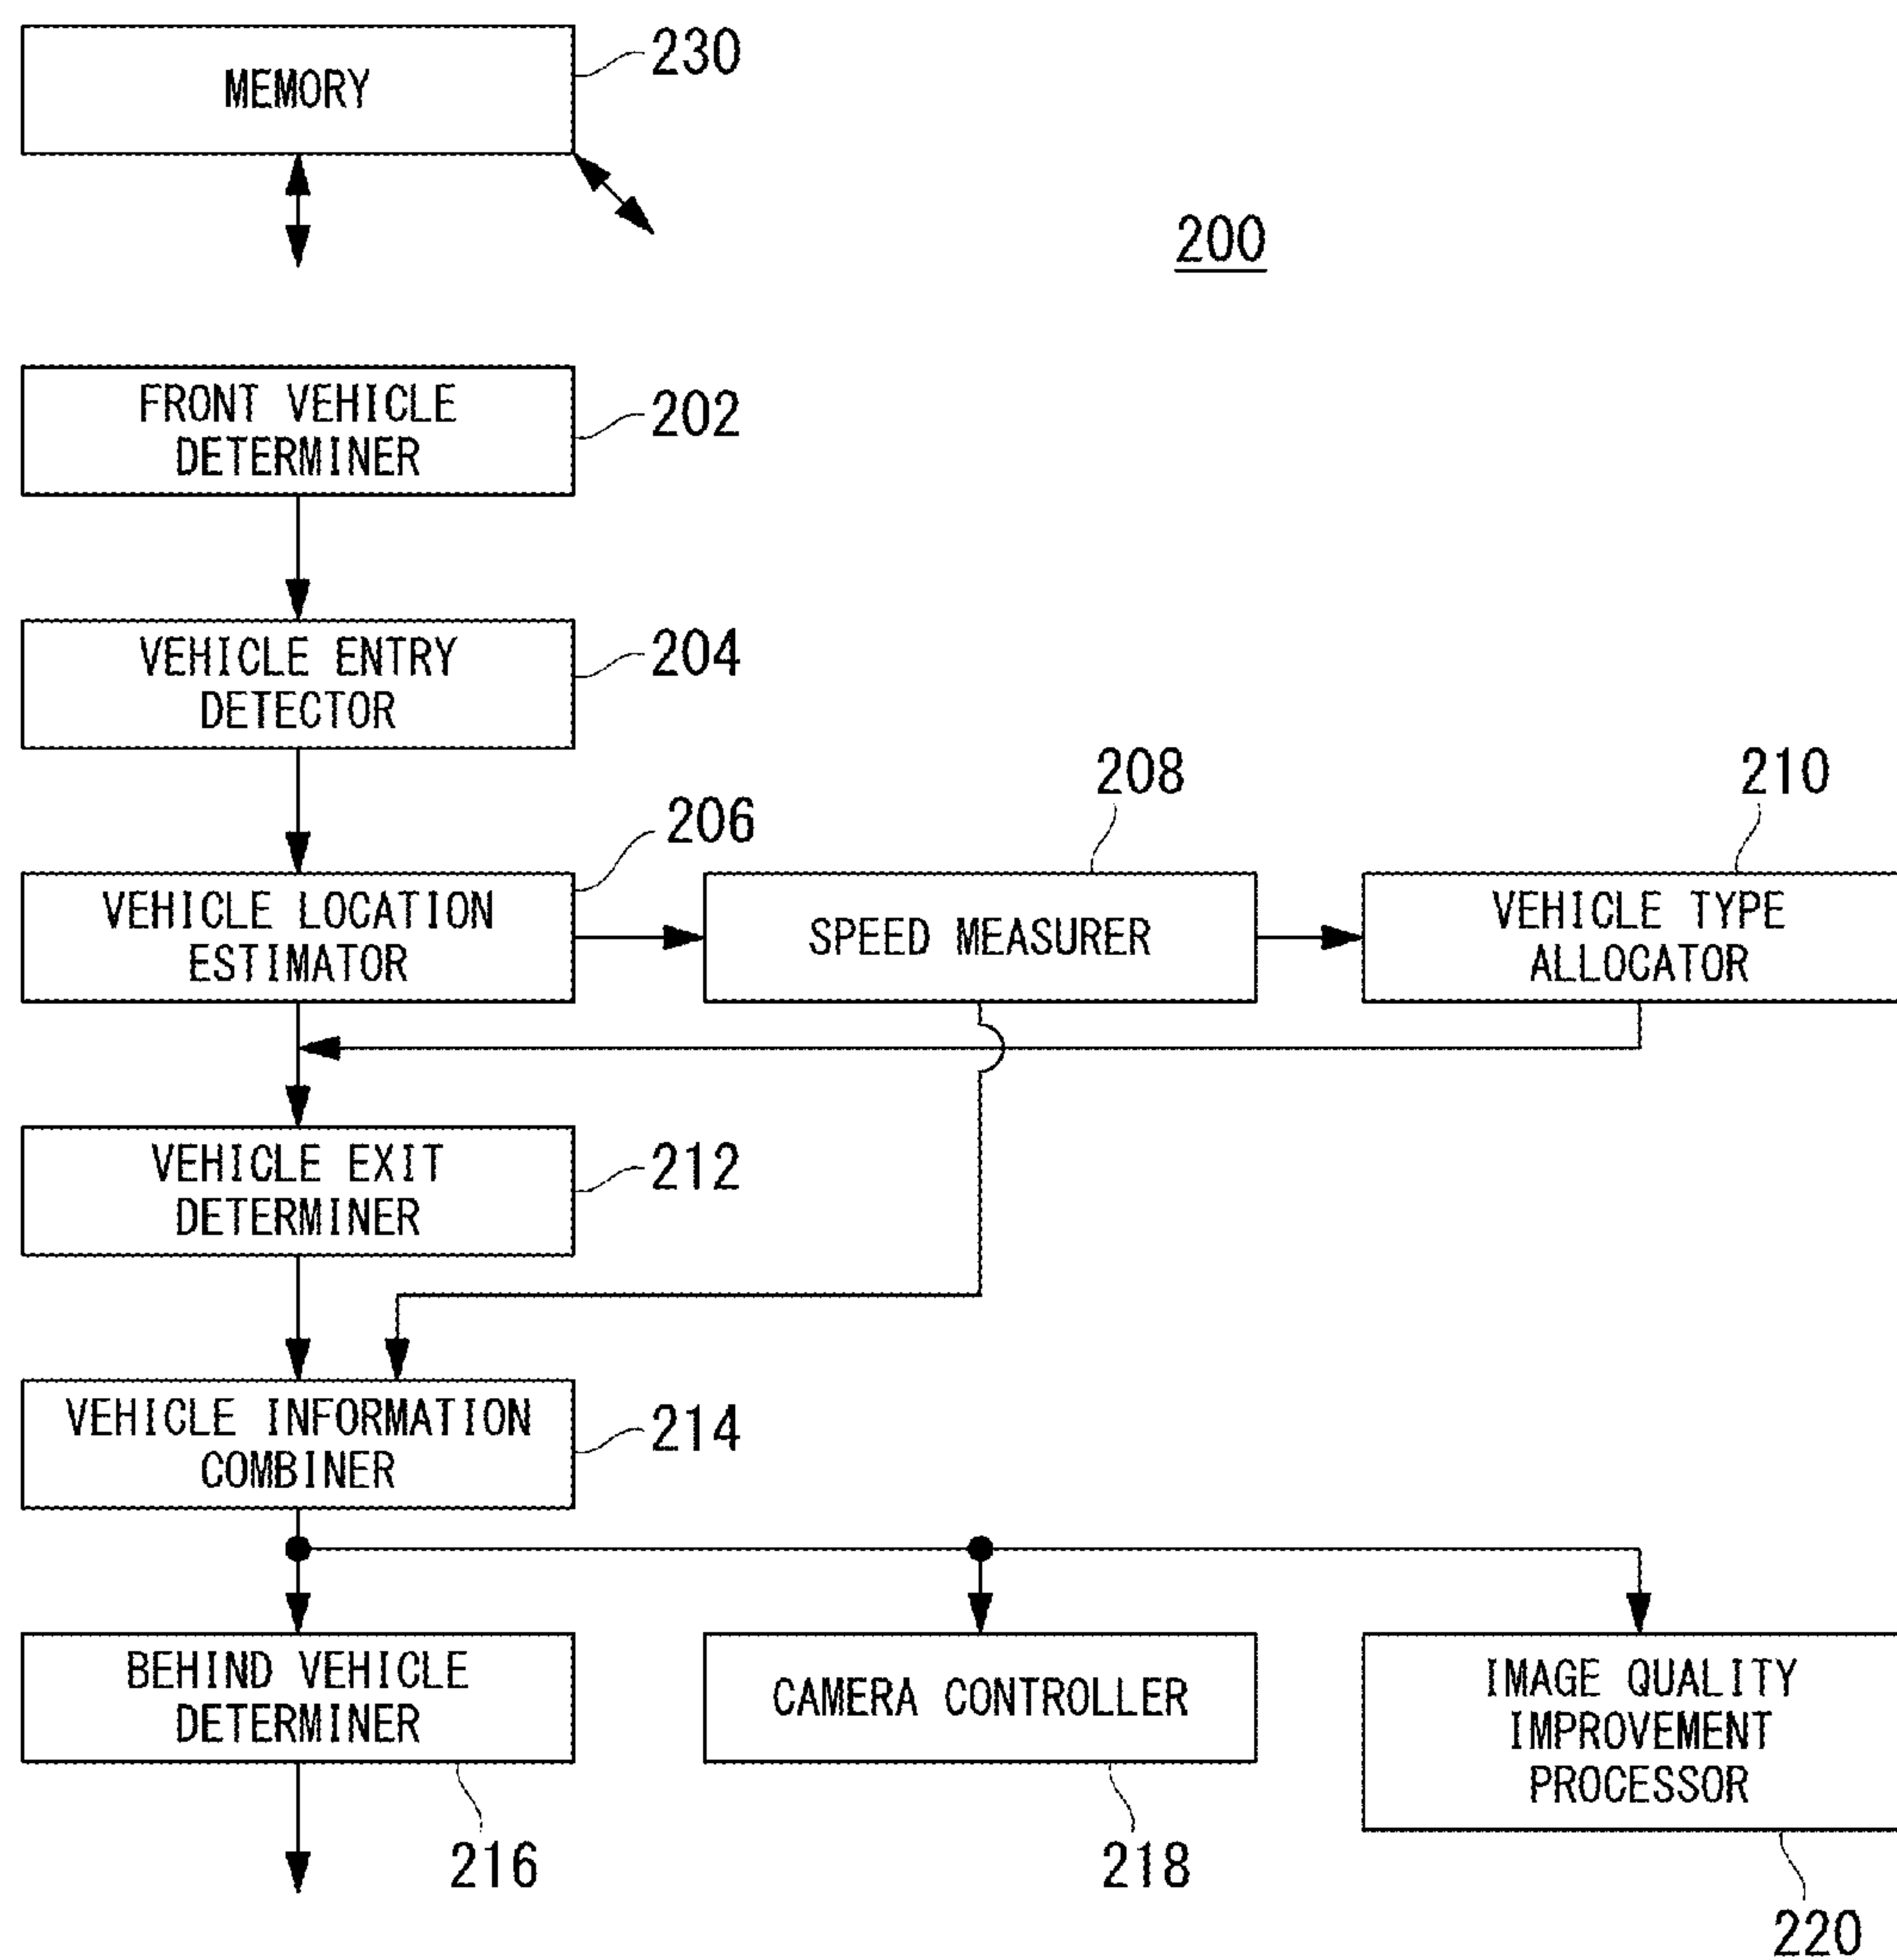 MEMORY
230
200
FRONT VEHICLE
DETERMINER
202
VEHICLE ENTRY
DETECTOR
204
206
208
210
VEHICLE LOCATION
ESTIMATOR
SPEED MEASURER
VEHICLE TYPE
ALLOCATOR
VEHICLE EXIT
DETERMINER
212
VEHICLE INFORMATION
COMBINER
214
BEHIND VEHICLE
DETERMINER
CAMERA CONTROLLER
IMAGE QUALITY
IMPROVEMENT
PROCESSOR
216
218
220